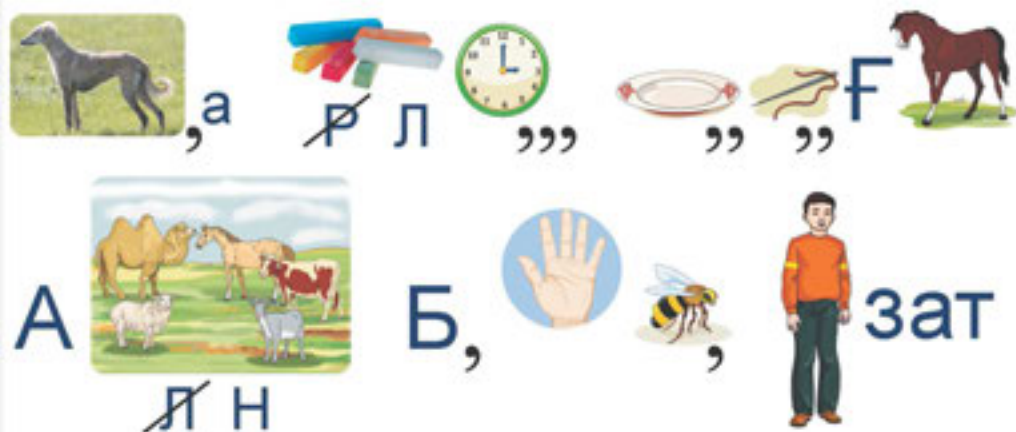 ,а Р Л ,,, ,, ,, Ғ
А Б, , зат
Л Н